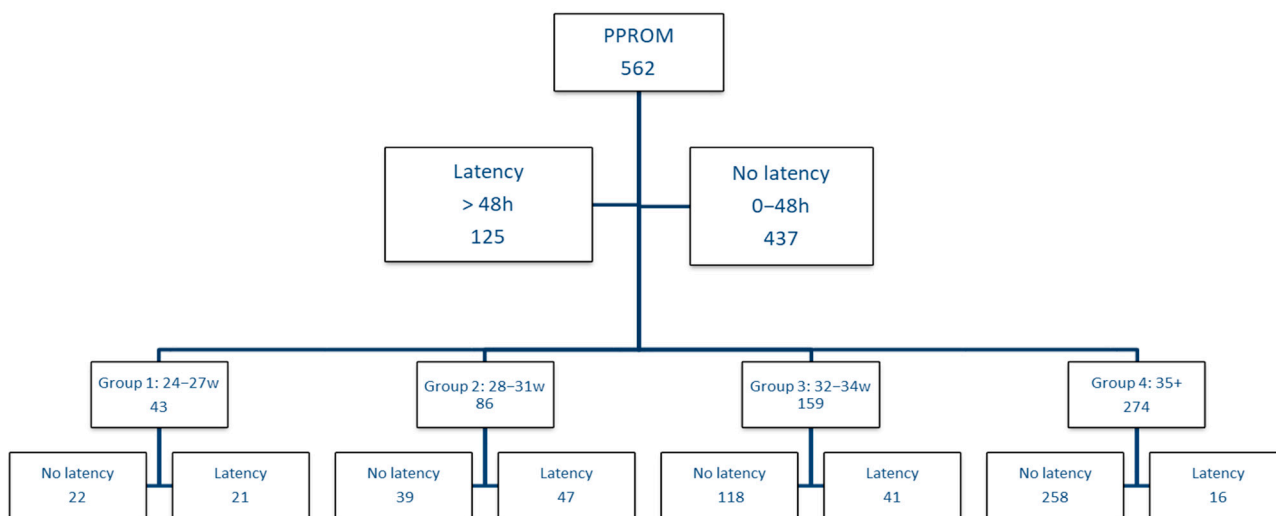 PPROM
562
Latency
> 48h
125
No latency
0–48h
437
Group 1: 24–27w
43
Group 2: 28–31w
86
Group 3: 32–34w
159
Group 4: 35+
274
No latency
22
Latency
21
No latency
39
Latency
47
No latency
118
Latency
41
No latency
258
Latency
16